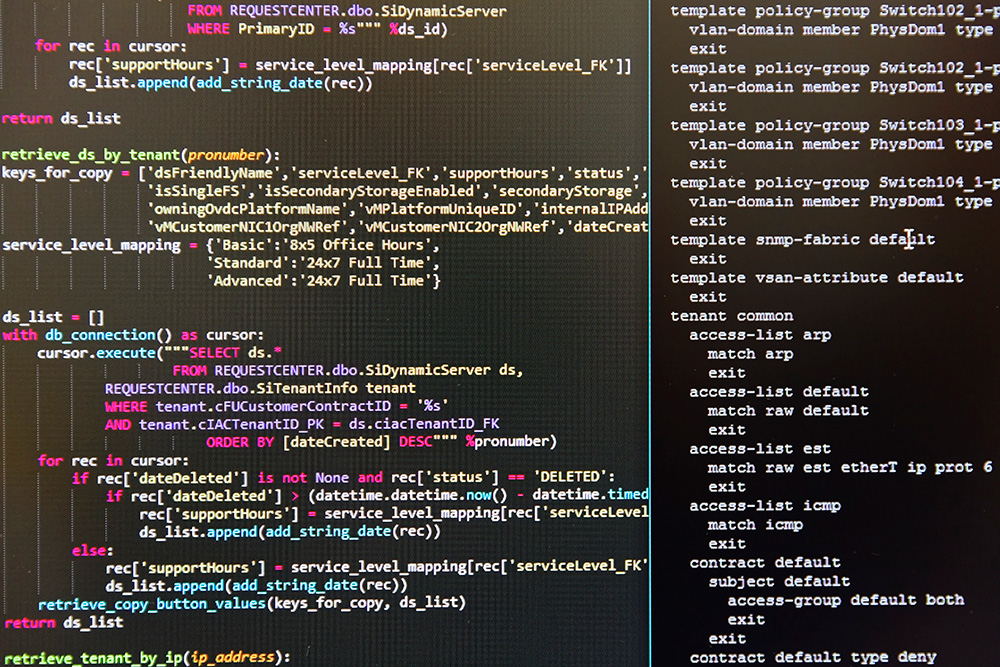 FROM REQUESTCENTER.dbo.SiDynamicServer
WHERE PrimaryID = %s""" %ds_id)
for rec in cursor:
rec['supportHours'] = service_level_mapping[rec['serviceLevel_FK']]
ds_list.append(add_string_date(rec))
return ds_list
retrieve_ds_by_tenant(pronumber):
keys_for_copy = ['dsFriendlyName','serviceLevel_FK','supportHours','status','
'isSingleFS','isSecondaryStorageEnabled','secondaryStorage',
'owningOvdcPlatformName','vMPlatformUniqueID','internalIPAdd
'vMCustomerNIC1OrgNWRef','vMCustomerNIC2OrgNWRef','dateCreat
service_level_mapping = {'Basic':'8x5 Office Hours',
'Standard':'24x7 Full Time',
'Advanced':'24x7 Full Time'}
ds_list = []
with db_connection() as cursor:
cursor.execute("""SELECT ds.*
FROM REQUESTCENTER.dbo.SiDynamicServer ds,
REQUESTCENTER.dbo.SiTenantInfo tenant
WHERE tenant.cFUCustomerContractID = '%s'
AND tenant.cIACTenantID_PK = ds.ciacTenantID_FK
ORDER BY [dateCreated] DESC""" %pronumber)
for rec in cursor:
if rec['dateDeleted'] is not None and rec['status'] == 'DELETED':
if rec['dateDeleted'] > (datetime.datetime.now() - datetime.timed
rec['supportHours'] = service_level_mapping[rec['serviceLevel
ds_list.append(add_string_date(rec))
else:
rec['supportHours'] = service_level_mapping[rec['serviceLevel_FK'
ds_list.append(add_string_date(rec))
retrieve_copy_button_values(keys_for_copy, ds_list)
return ds_list
retrieve_tenant_by_ip(ip_address):
template policy-group Switch102_1-p
vlan-domain member PhysDom1 type
exit
template policy-group Switch102_1-p
vlan-domain member PhysDom1 type
exit
template policy-group Switch103_1-p
vlan-domain member PhysDom1 type
exit
template policy-group Switch104_1-p
vlan-domain member PhysDom1 type
exit
template snmp-fabric default
exit
template vsan-attribute default
exit
tenant common
access-list arp
match arp
exit
access-list default
match raw default
exit
access-list est
match raw est etherT ip prot 6
exit
access-list icmp
match icmp
exit
contract default
subject default
access-group default both
exit
exit
contract default type deny